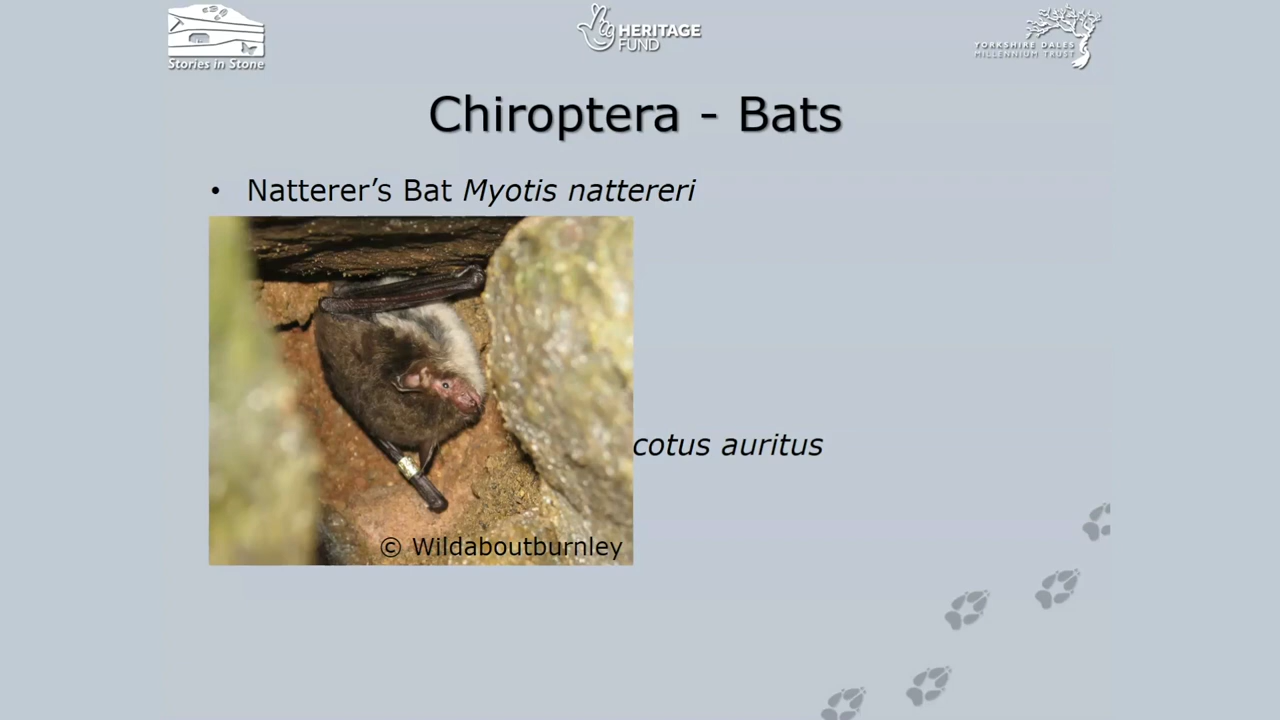 Stories in Stone
HERITAGE
FUND
YORKSHIRE DALES
MILLENNIUM TRUST
Chiroptera - Bats
• Natterer’s Bat Myotis nattereri
cotus auritus
© Wildaboutburnley